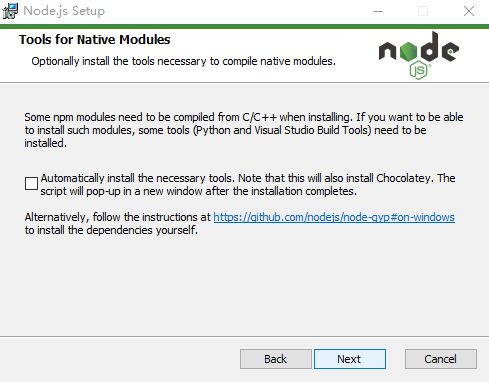 Node.js Setup
Tools for Native Modules
Optionally install the tools necessary to compile native modules.
node
JS
Some npm modules need to be compiled from C/C++ when installing. If you want to be able
to install such modules, some tools (Python and Visual Studio Build Tools) need to be
installed.
Automatically install the necessary tools. Note that this will also install Chocolatey. The
script will pop-up in a new window after the installation completes.
Alternatively, follow the instructions at https://github.com/nodejs/node-gyp#on-windows
to install the dependencies yourself.
Back Next Cancel